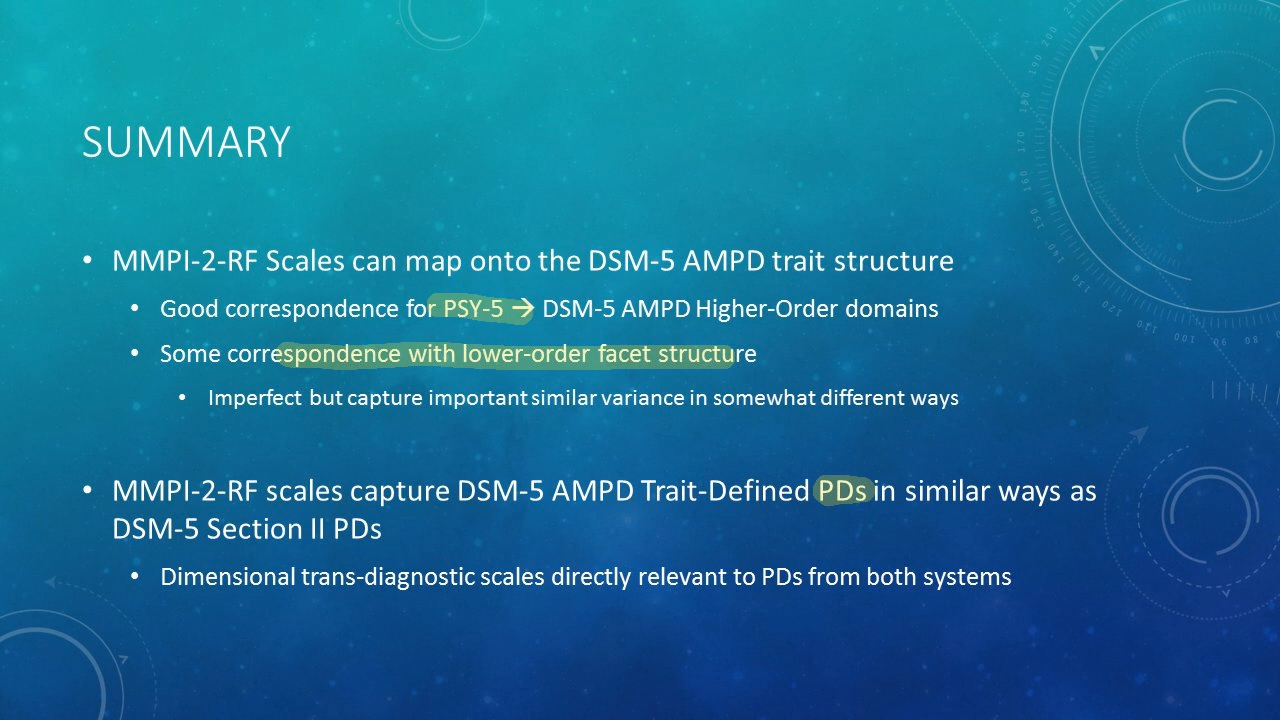 SUMMARY
• MMPI-2-RF Scales can map onto the DSM-5 AMPD trait structure
• Good correspondence for PSY-5 → DSM-5 AMPD Higher-Order domains
• Some correspondence with lower-order facet structure
• Imperfect but capture important similar variance in somewhat different ways
• MMPI-2-RF scales capture DSM-5 AMPD Trait-Defined PDs in similar ways as
DSM-5 Section II PDs
• Dimensional trans-diagnostic scales directly relevant to PDs from both systems